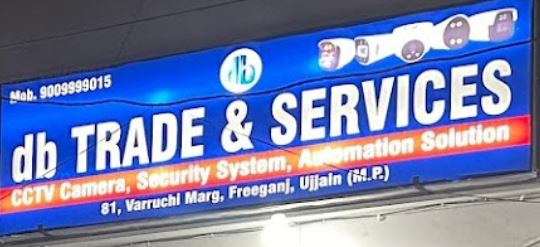 Mob. 9009999015
db
db TRADE & SERVICES
CCTV Camera, Security System, Automation Solution
81, Varruchi Marg, Freeganj, Ujjain (M.P.)